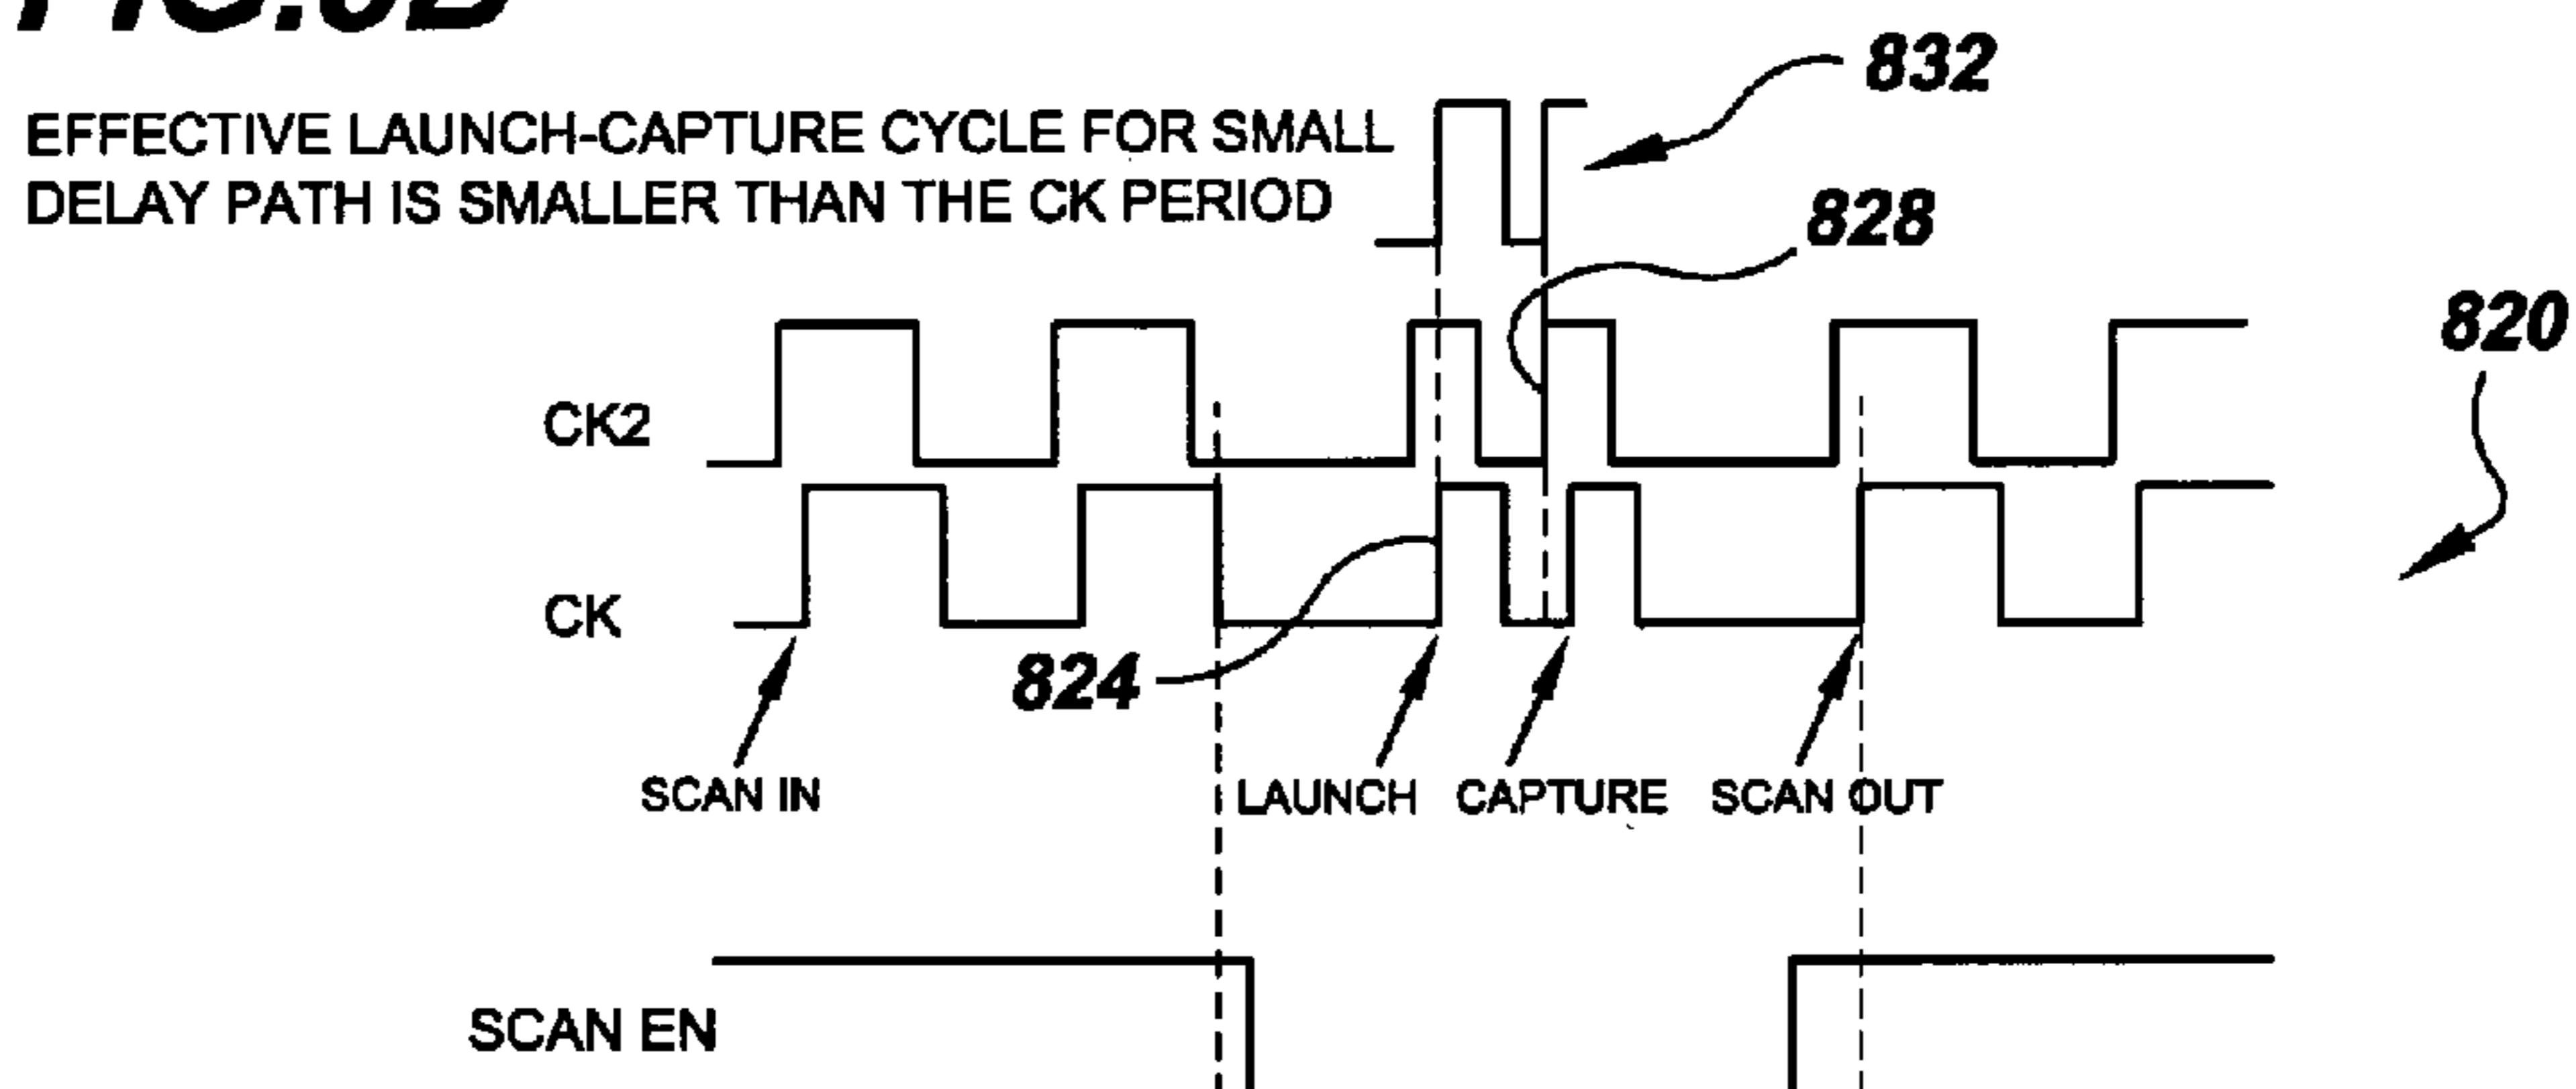 832
EFFECTIVE LAUNCH-CAPTURE CYCLE FOR SMALL
DELAY PATH IS SMALLER THAN THE CK PERIOD
828
820
CK2
CK
824
SCAN IN
LAUNCH
CAPTURE
SCAN OUT
SCAN EN